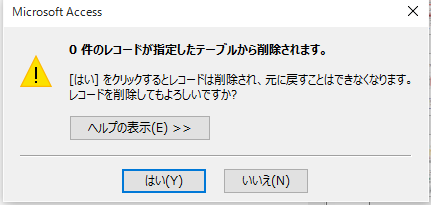 Microsoft Access
0 件のレコードが指定したテーブルから削除されます。
[はい] をクリックするとレコードは削除され、元に戻すことはできなくなります。
レコードを削除してもよろしいですか?
ヘルプの表示(E) >>
はい(Y)
いいえ(N)